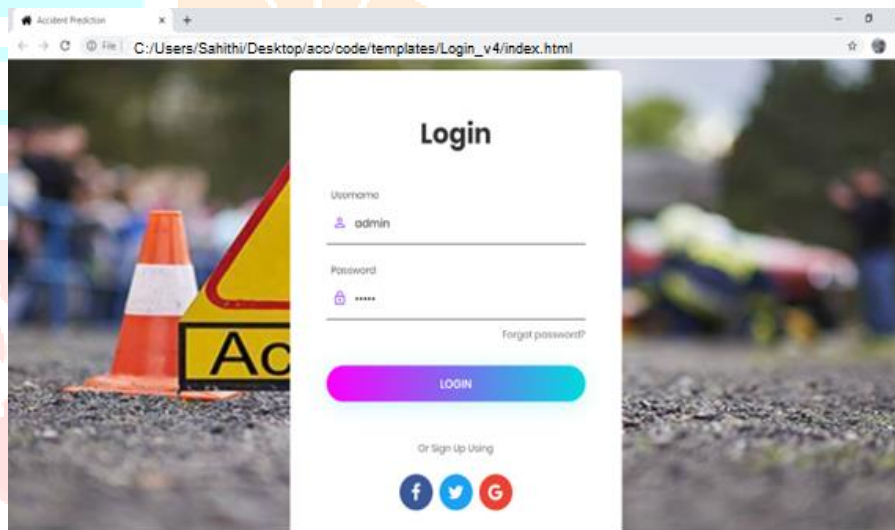 Accident Prediction
File C:/Users/Sahithi/Desktop/acc/code/templates/Login_v4/index.html
Login
Username
admin
Password
Forgot password?
LOGIN
Or Sign Up Using
f G
Ac